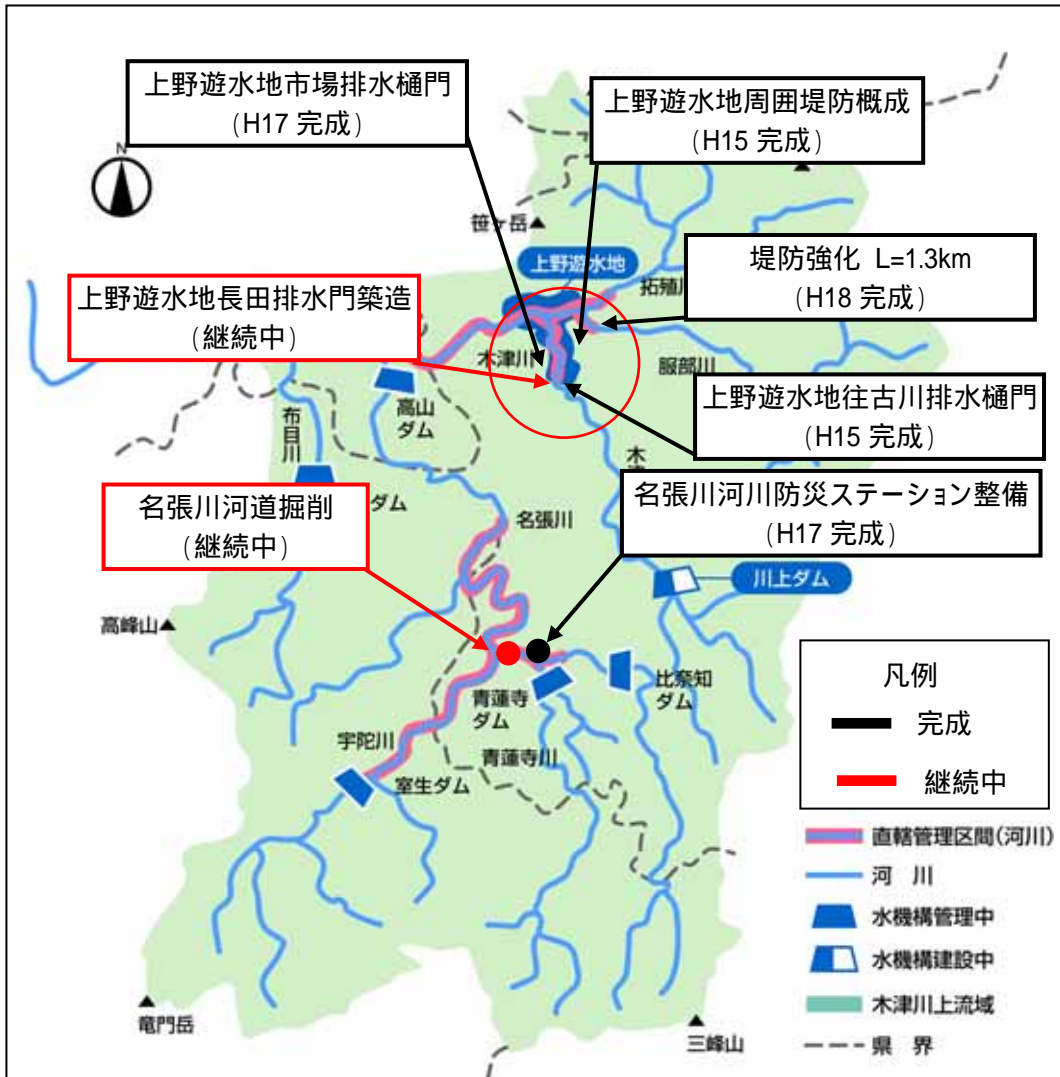 上野遊水地市場排水樋門
(H17 完成)
上野遊水地周囲堤防概成
(H15 完成)
N
笹ヶ岳
上野遊水地
拓殖川
堤防強化 L=1.3km
(H18 完成)
上野遊水地長田排水門築造
(継続中)
木津川
服部川
高山
ダム
上野遊水地往古川排水樋門
(H15 完成)
布目川
木津
名張川河道掘削
(継続中)
ダム
名張川
名張川河川防災ステーション整備
(H17 完成)
川上ダム
高峰山
比奈知
ダム
青蓮寺
ダム
宇陀川
青蓮寺川
室生ダム
凡例
完成
継続中
直轄管理区間(河川)
河 川
水機構管理中
水機構建設中
木津川上流域
県 界
竜門岳
三峰山